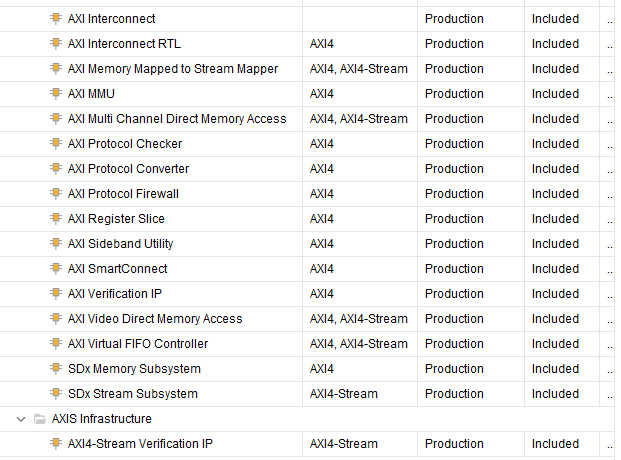 AXI Interconnect Production Included ..
AXI Interconnect RTL AXI4 Production Included ..
AXI Memory Mapped to Stream Mapper AXI4, AXI4-Stream Production Included ..
AXI MMU AXI4 Production Included ..
AXI Multi Channel Direct Memory Access AXI4, AXI4-Stream Production Included ..
AXI Protocol Checker AXI4 Production Included ..
AXI Protocol Converter AXI4 Production Included ..
AXI Protocol Firewall AXI4 Production Included ..
AXI Register Slice AXI4 Production Included ..
AXI Sideband Utility AXI4 Production Included ..
AXI SmartConnect AXI4 Production Included ..
AXI Verification IP AXI4 Production Included ..
AXI Video Direct Memory Access AXI4, AXI4-Stream Production Included ..
AXI Virtual FIFO Controller AXI4, AXI4-Stream Production Included ..
SDx Memory Subsystem AXI4 Production Included ..
SDx Stream Subsystem AXI4-Stream Production Included ..
AXIS Infrastructure
AXI4-Stream Verification IP AXI4-Stream Production Included ..